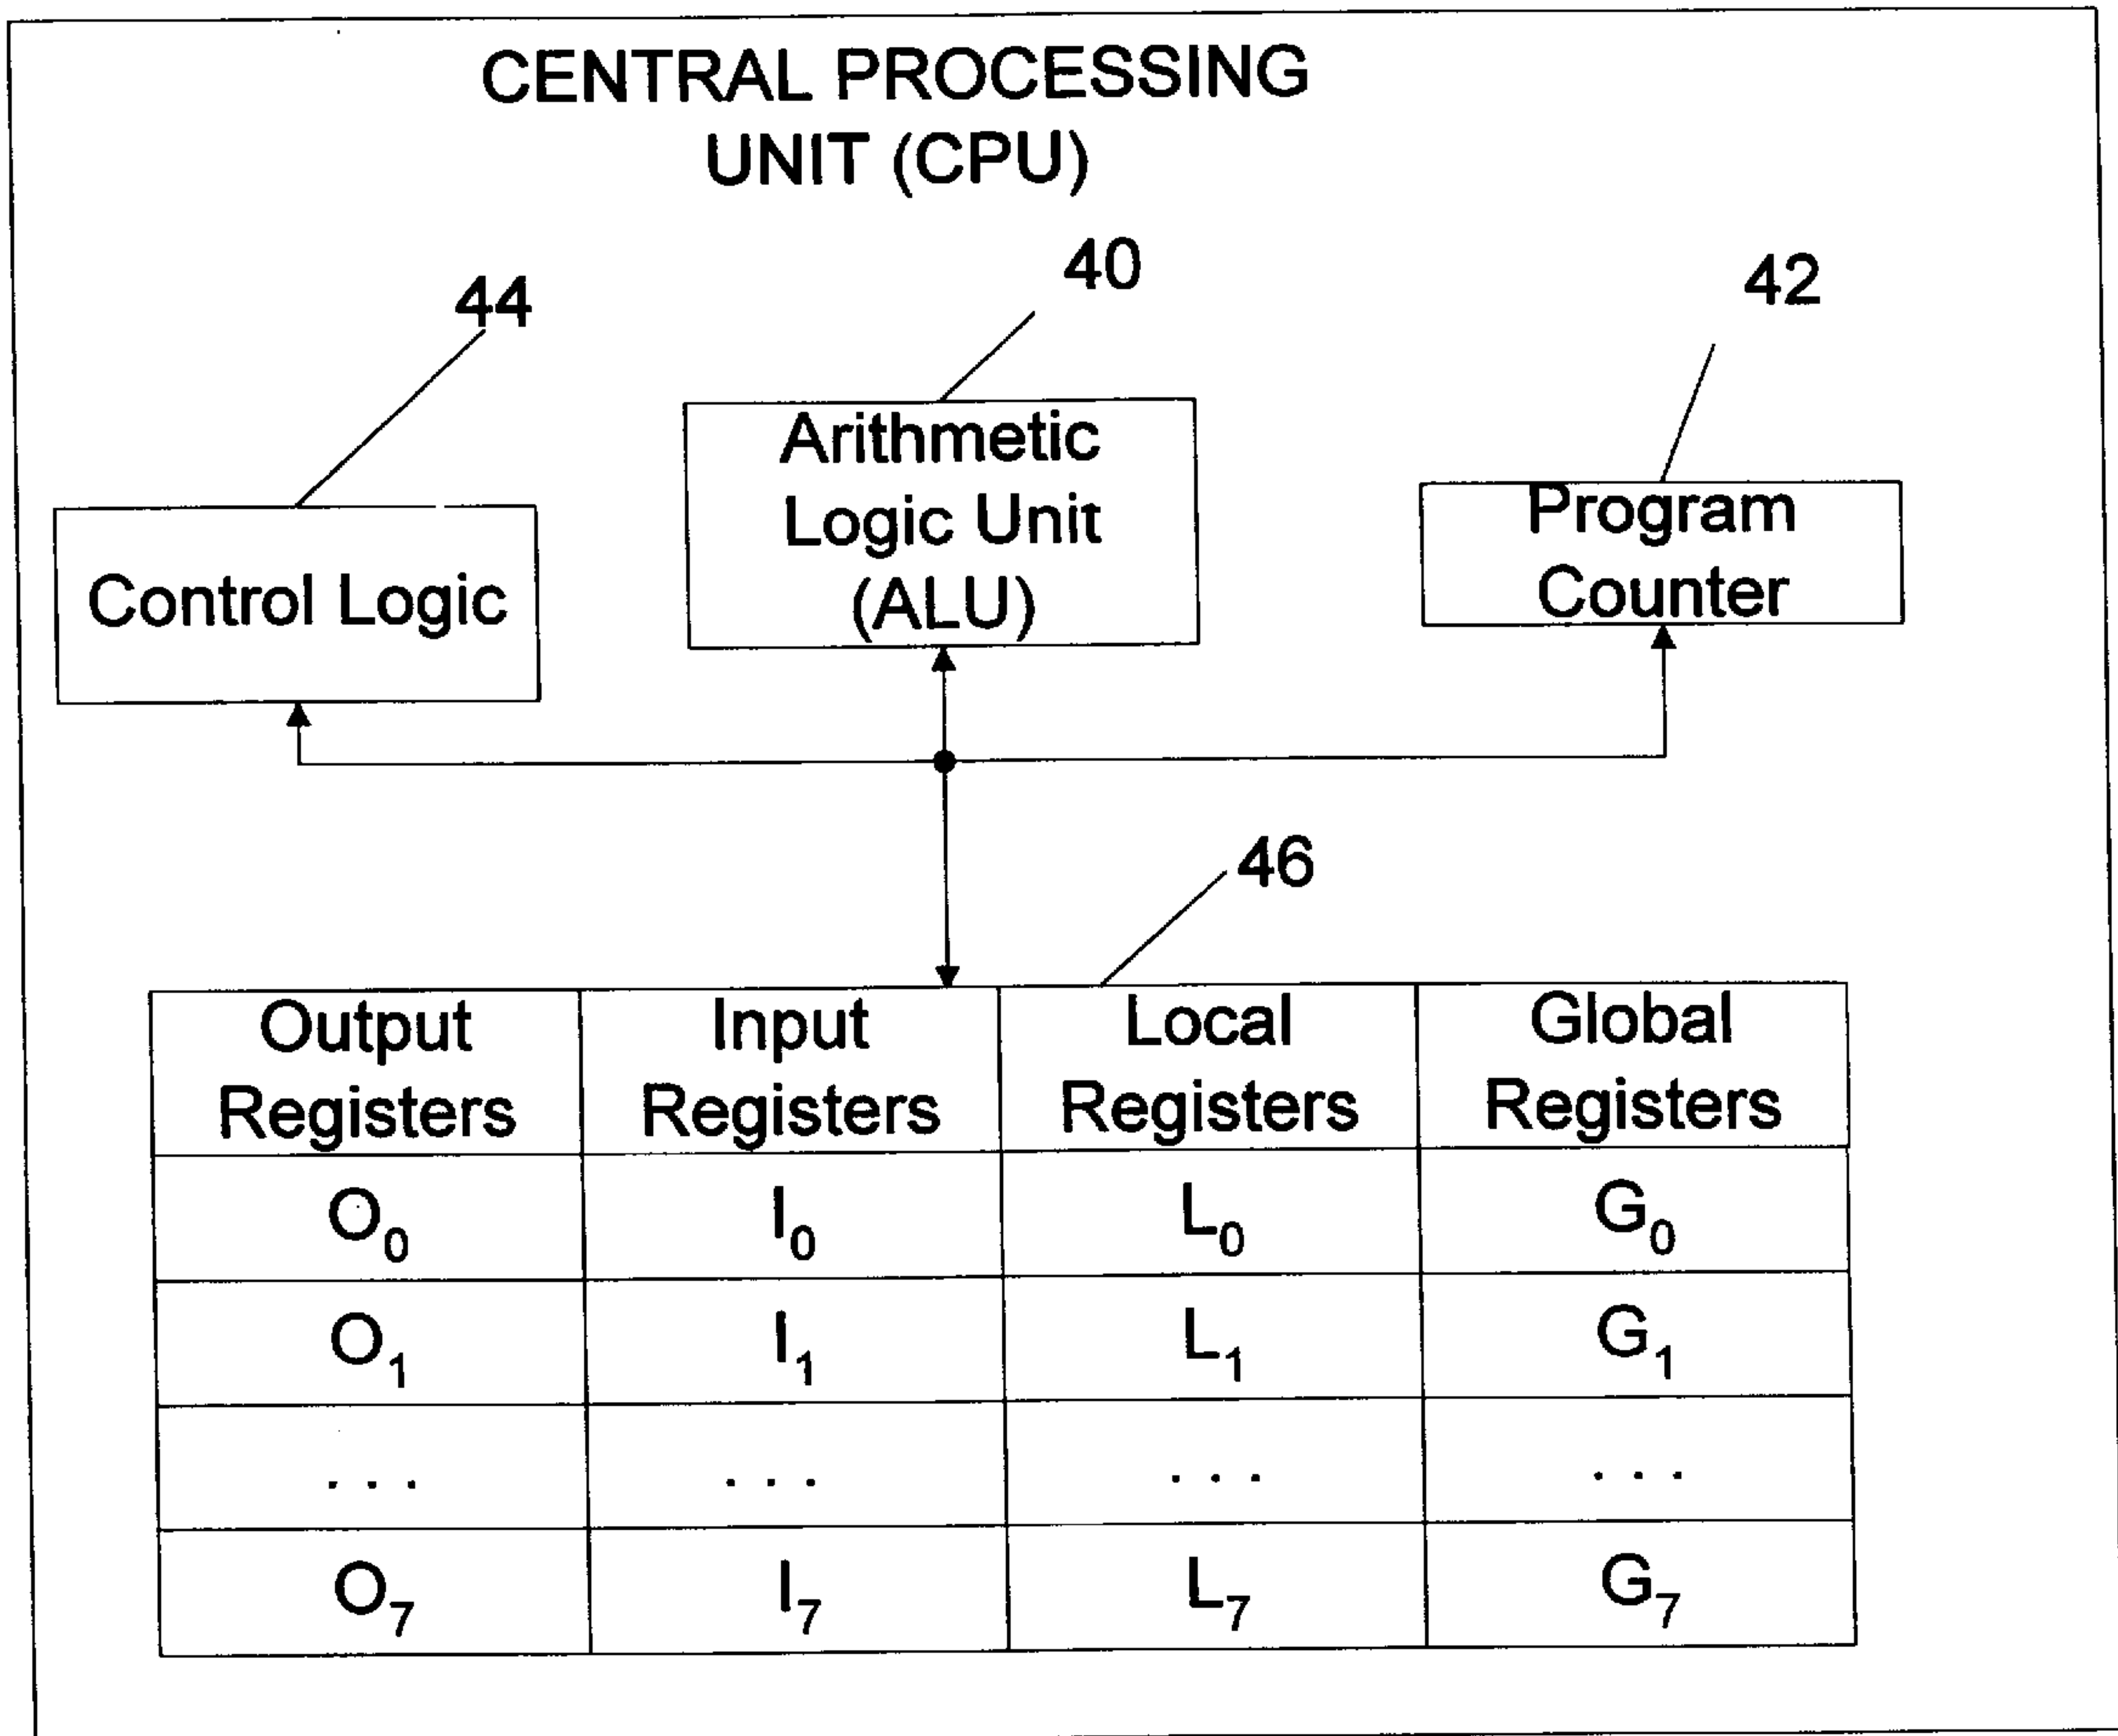 CENTRAL PROCESSING
UNIT (CPU)
44
40
42
Control Logic
Arithmetic
Logic Unit
(ALU)
Program
Counter
46
Output
Registers
Input
Registers
Local
Registers
Global
Registers
O₀ I₀ L₀ G₀
O₁ I₁ L₁ G₁
. . . . . . . . . . . .
O₇ I₇ L₇ G₇